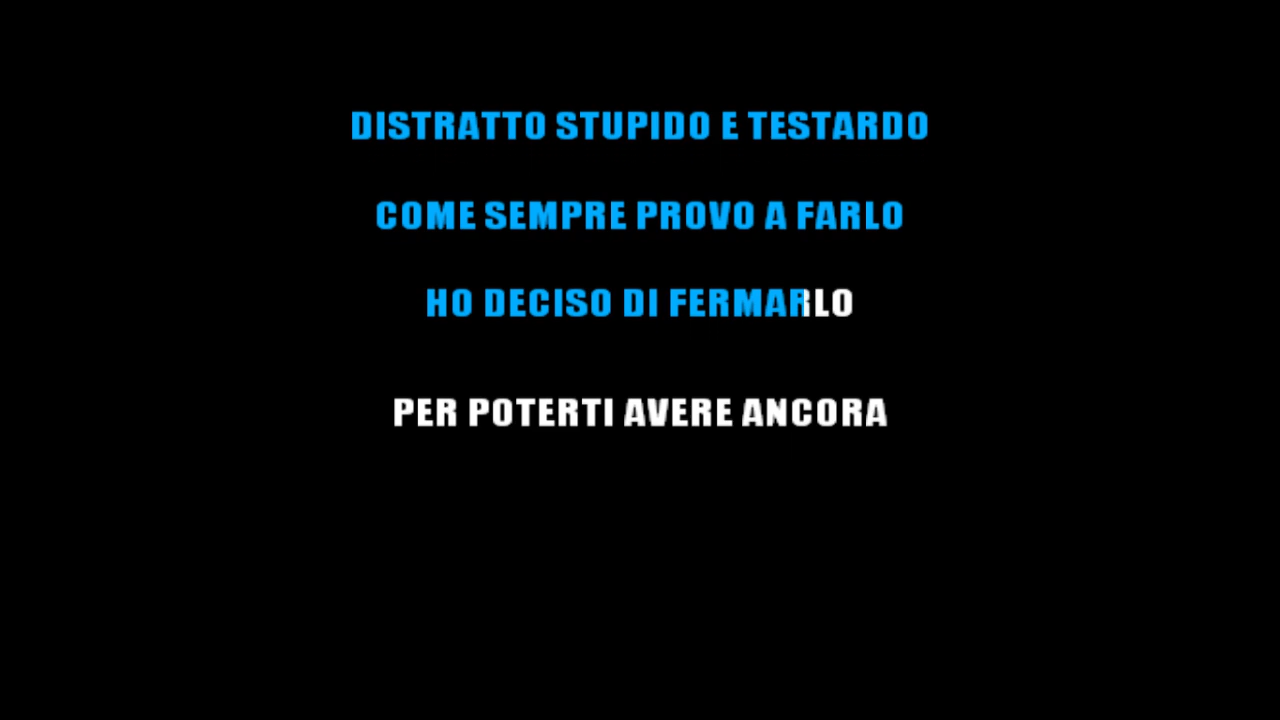 DISTRATTO STUPIDO E TESTARDO
COME SEMPRE PROVO A FARLO
HO DECISO DI FERMARLO
PER POTERTI AVERE ANCORA